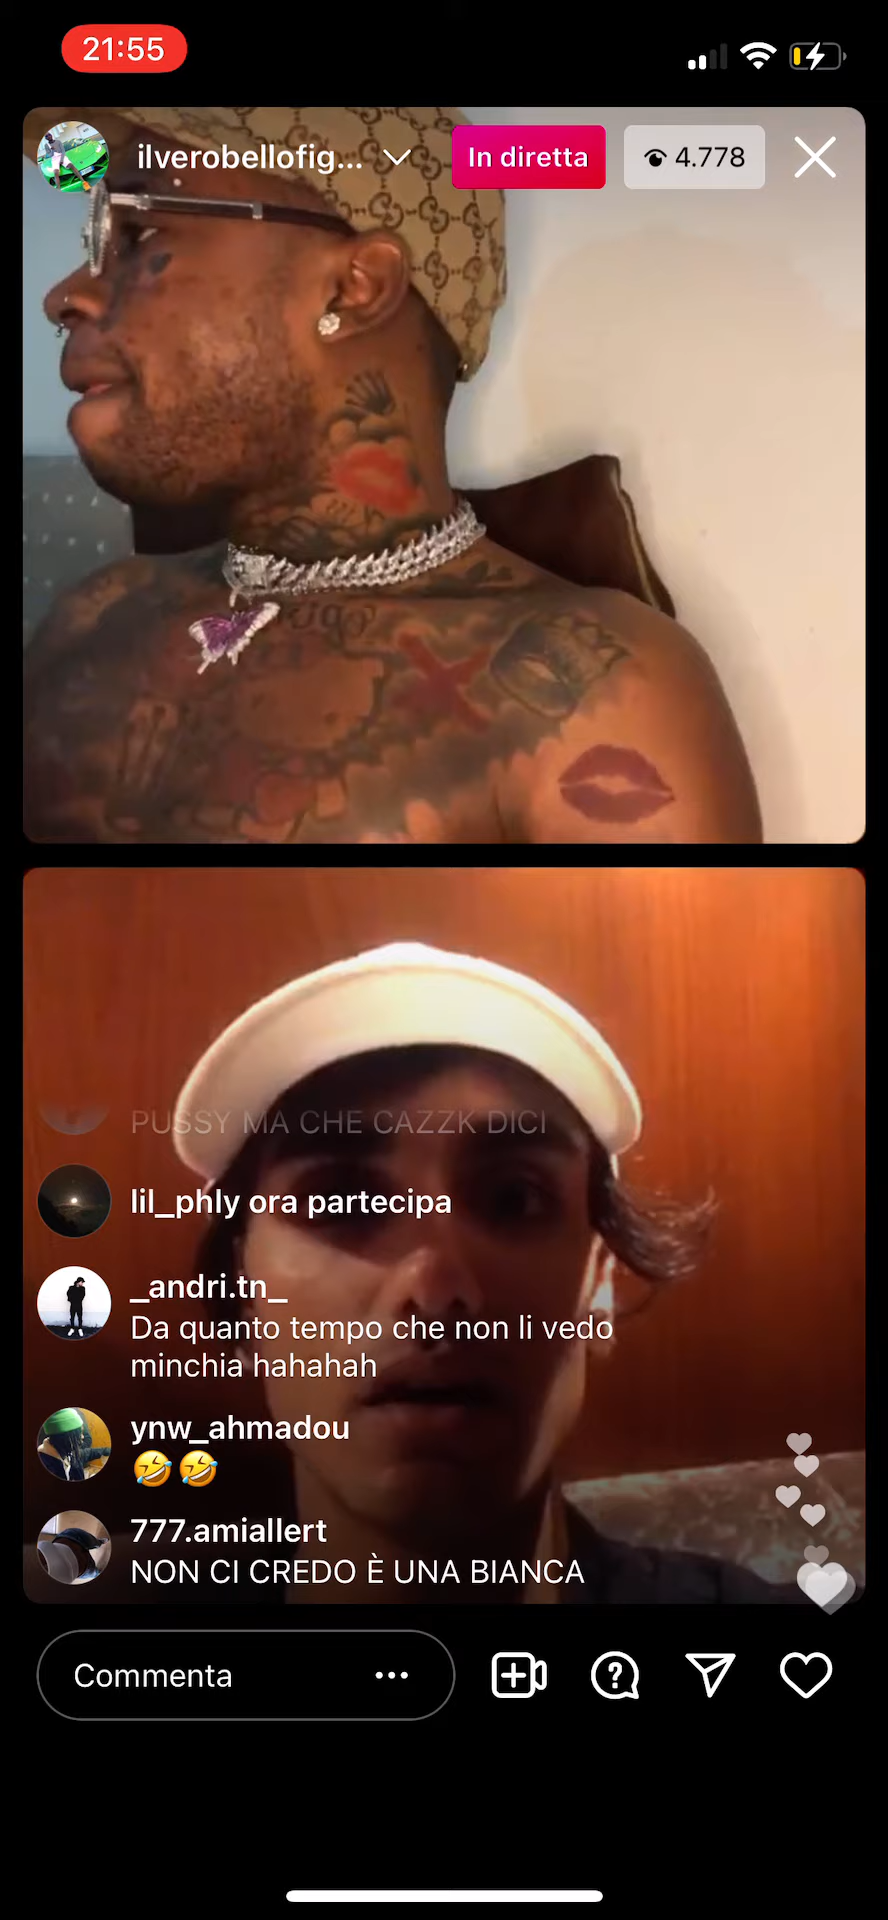 21:55
ilverobellofig...
In diretta
4.778
PUSSY MA CHE CAZZK DICI
lil_phly ora partecipa
_andri.tn_
Da quanto tempo che non li vedo
minchia hahahah
ynw_ahmadou
🤣🤣
777.amiallert
NON CI CREDO È UNA BIANCA
Commenta